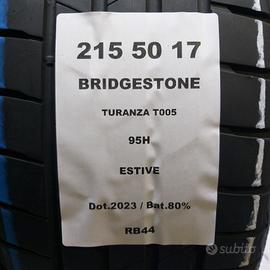 215 50 17
BRIDGESTONE
TURANZA T005
95H
ESTIVE
Dot.2023 / Bat.80%
RB44
subito